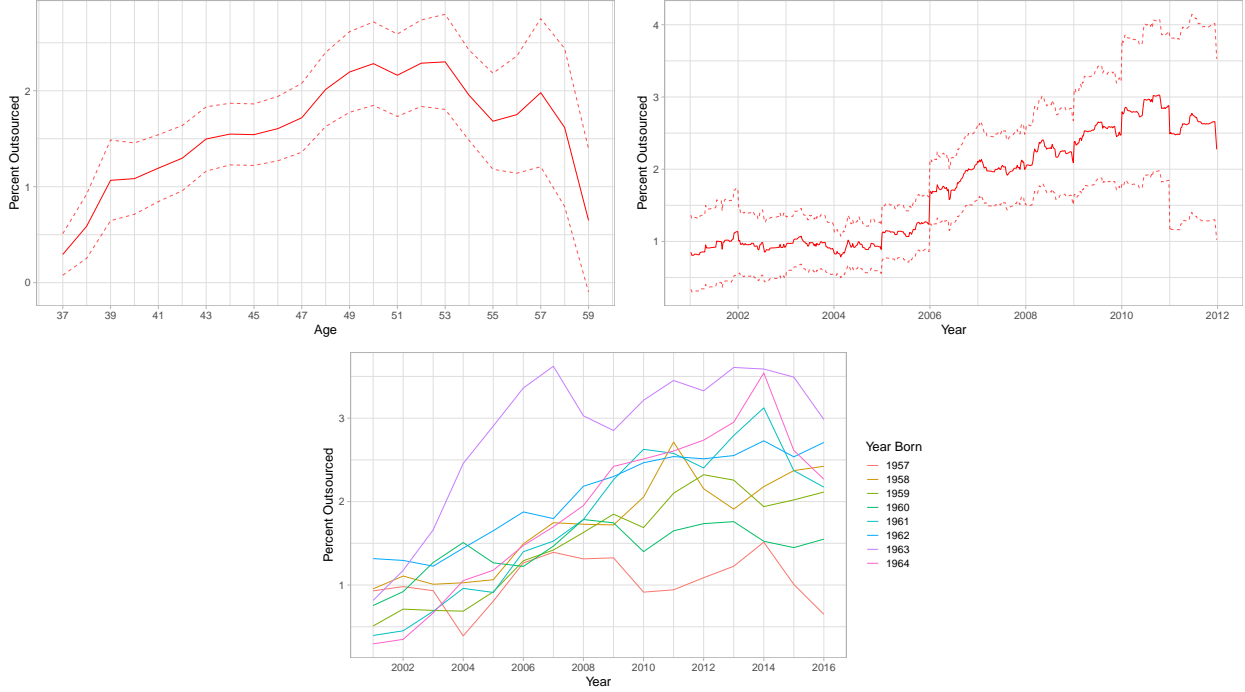 Percent Outsourced
2
1
0
37 39 41 43 45 47 49 51 53 55 57 59
Age
Percent Outsourced
4
3
2
1
2002 2004 2006 2008 2010 2012
Year
Percent Outsourced
3
2
1
2002 2004 2006 2008 2010 2012 2014 2016
Year
Year Born
1957
1958
1959
1960
1961
1962
1963
1964